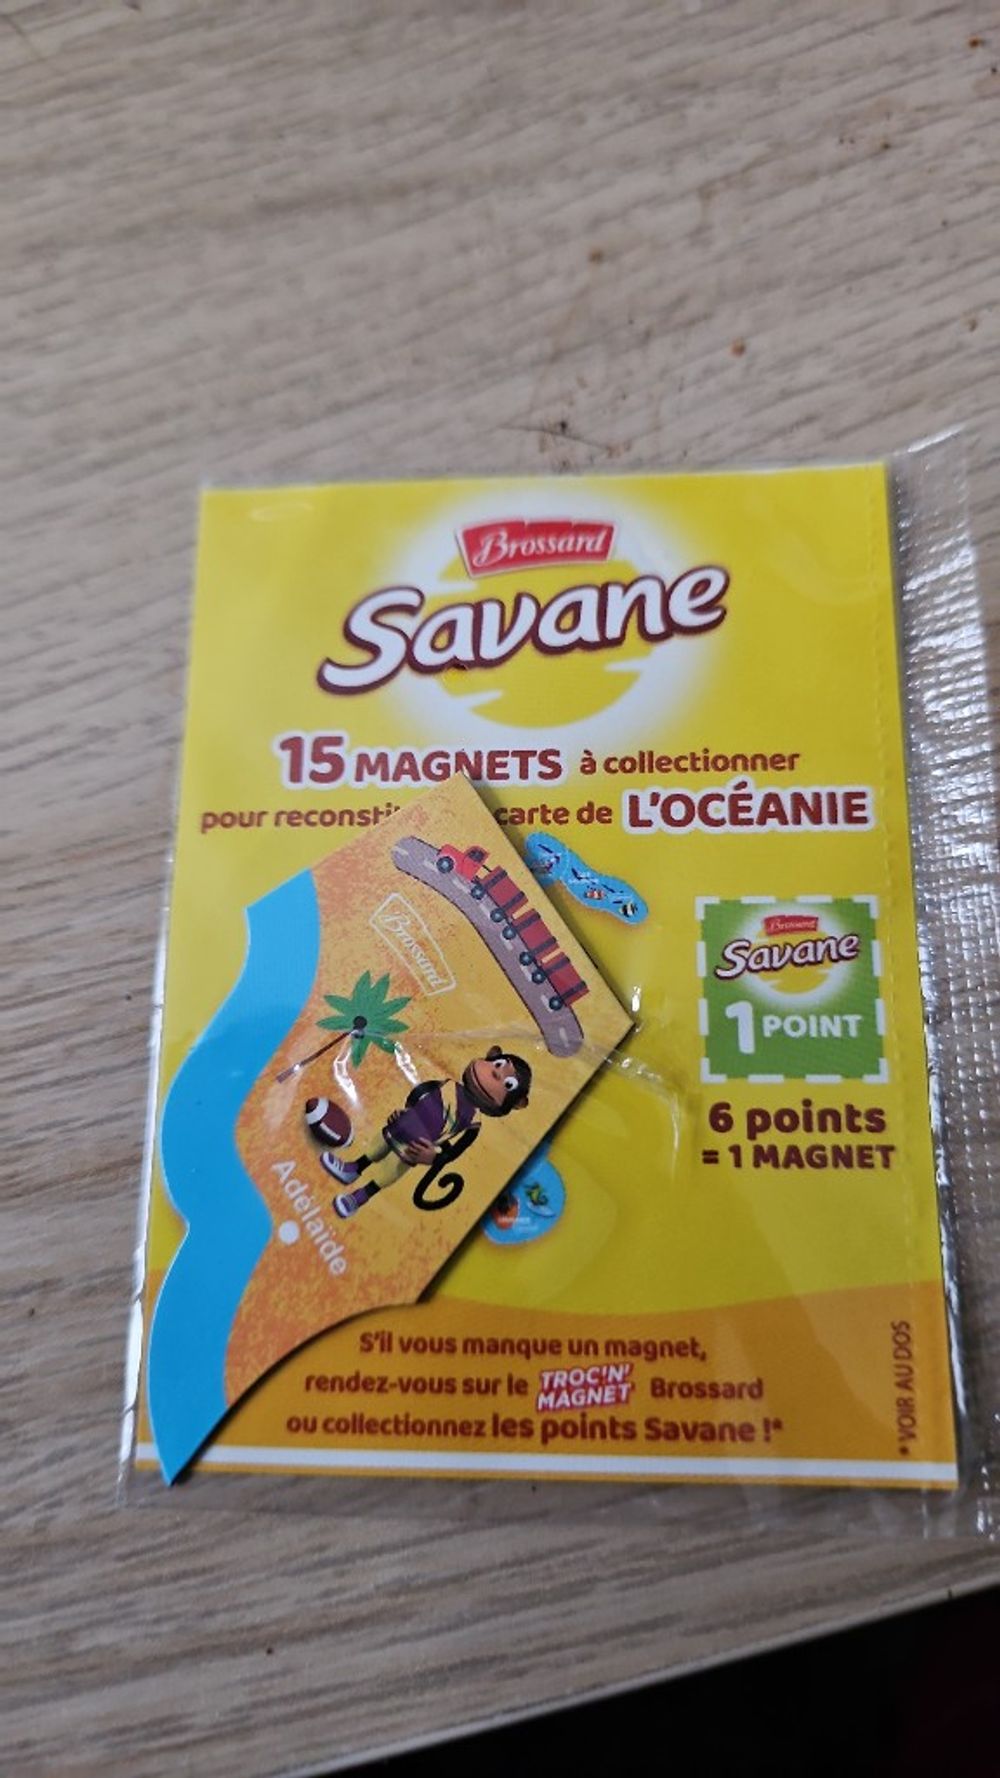 Brossard
Savane
15 MAGNETS à collectionner
pour reconsti carte de L'OCÉANIE
Brossard
Brossard
Savane
1 POINT
6 points
= 1 MAGNET
Adélaïde
S'il vous manque un magnet,
rendez-vous sur le TROC'N' MAGNET Brossard
ou collectionnez les points Savane !*
* VOIR AU DOS